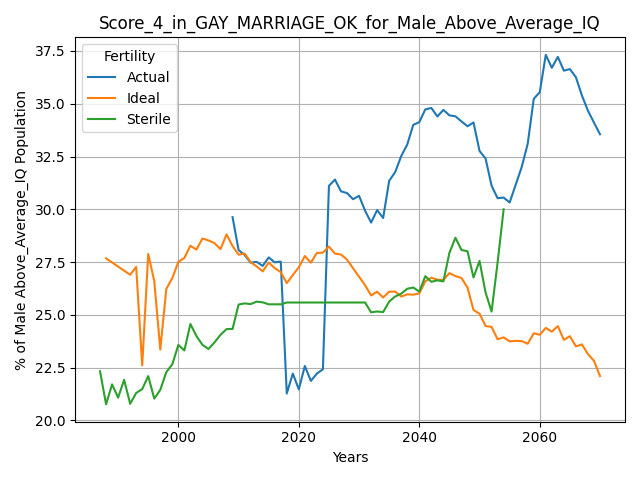 Score_4_in_GAY_MARRIAGE_OK_for_Male_Above_Average_IQ
% of Male Above_Average_IQ Population
37.5
35.0
32.5
30.0
27.5
25.0
22.5
20.0
Fertility
Actual
Ideal
Sterile
2000
2020
2040
2060
Years